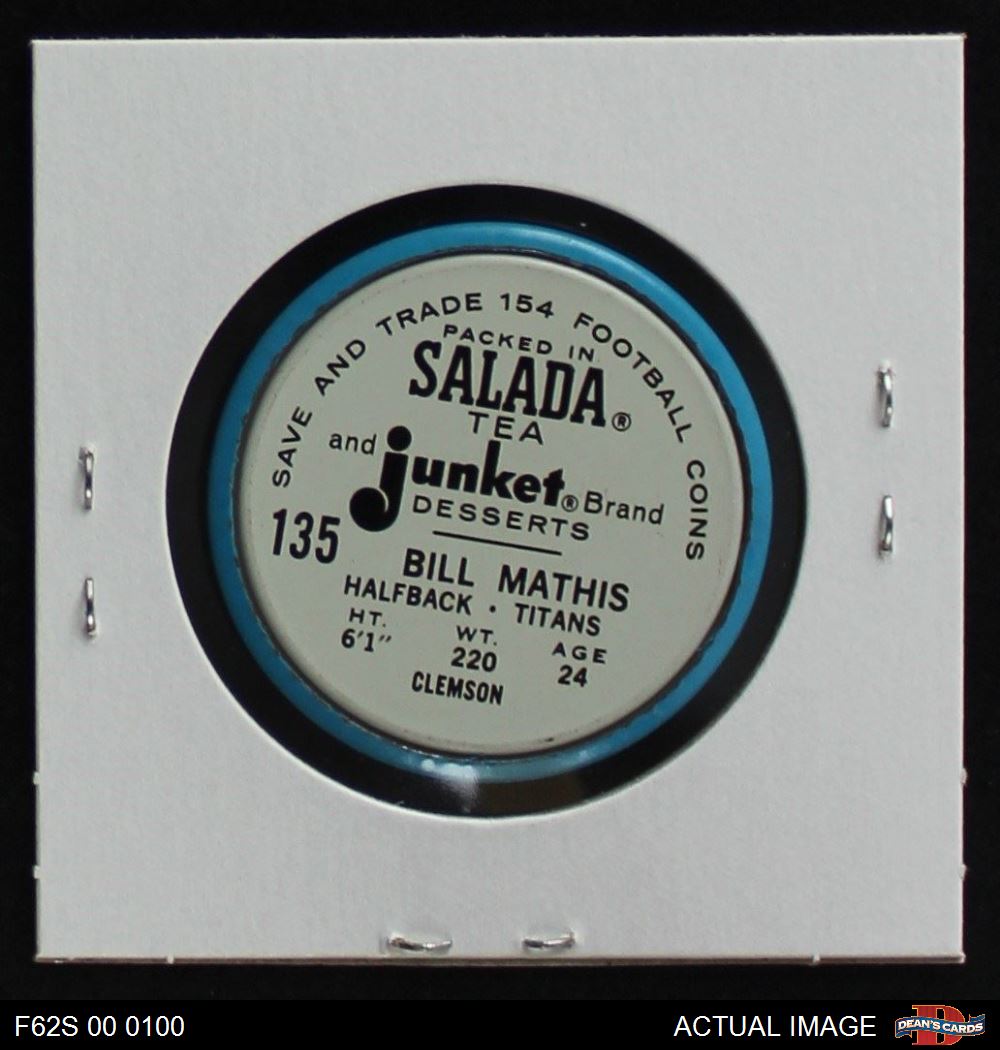 SAVE AND TRADE 154 FOOTBALL COINS
PACKED IN
SALADA®
TEA
and junket® Brand
DESSERTS
135
BILL MATHIS
HALFBACK · TITANS
HT. WT. AGE
6'1" 220 24
CLEMSON
F62S 00 0100 ACTUAL IMAGE
D
DEAN'S CARDS